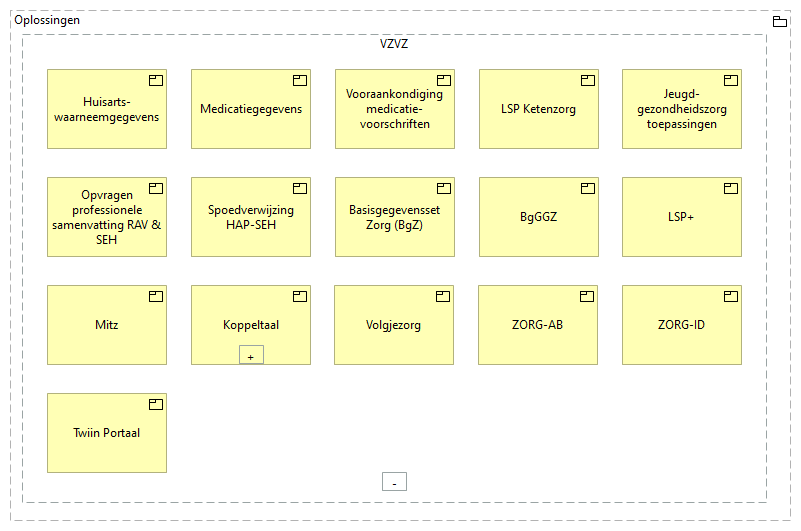 Oplossingen
VZVZ
Huisarts-
waarneemgegevens
Medicatiegegevens
Vooraankondiging
medicatie-
voorschriften
LSP Ketenzorg
Jeugd-
gezondheidszorg
toepassingen
Opvragen
professionele
samenvatting RAV &
SEH
Spoedverwijzing
HAP-SEH
Basisgegevensset
Zorg (BgZ)
BgGGZ
LSP+
Mitz
Koppeltaal
+
Volgjezorg
ZORG-AB
ZORG-ID
Twiin Portaal
-